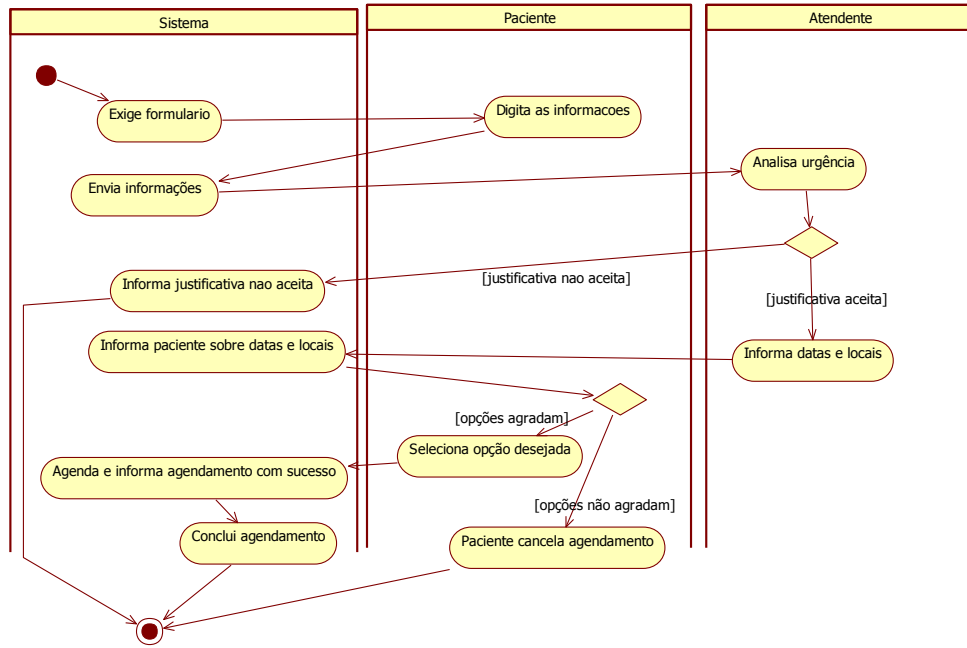 Sistema
Paciente
Atendente
Exige formulario
Digita as informacoes
Analisa urgência
Envia informações
[justificativa nao aceita]
Informa justificativa nao aceita
[justificativa aceita]
Informa paciente sobre datas e locais
Informa datas e locais
[opções agradam]
Seleciona opção desejada
Agenda e informa agendamento com sucesso
[opções não agradam]
Conclui agendamento
Paciente cancela agendamento